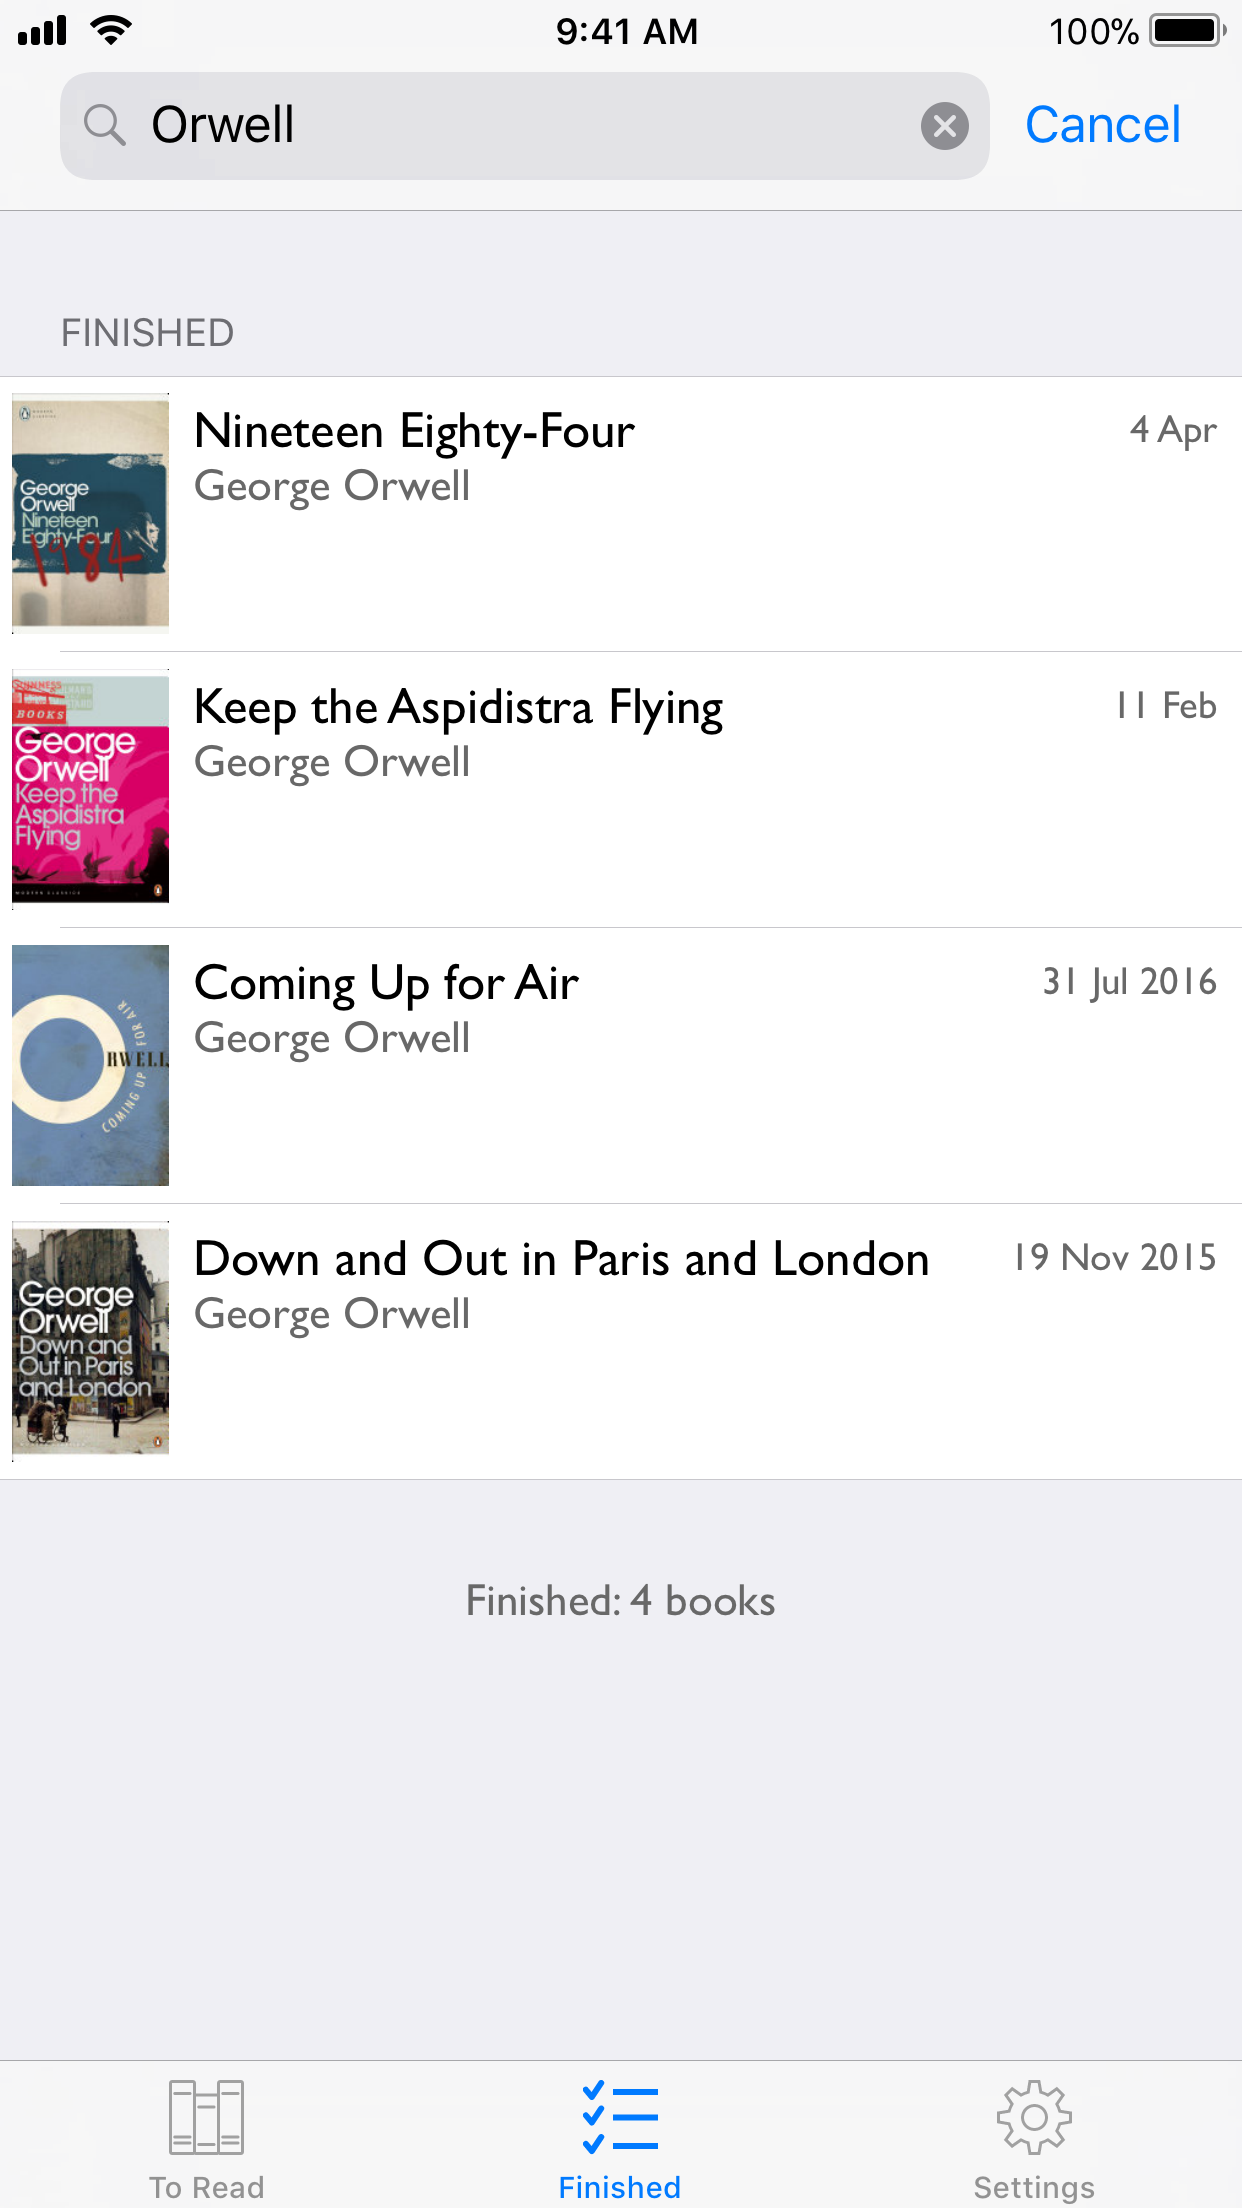 9:41 AM
100%
Orwell
Cancel
FINISHED
George
Orwell
Nineteen
Eighty-Four
1984
Nineteen Eighty-Four
4 Apr
George Orwell
GUINNESS
BOOKS
George
Orwell
Keep the
Aspidistra
Flying
MODERN CLASSICS
Keep the Aspidistra Flying
11 Feb
George Orwell
ORWELL
COMING UP FOR AIR
Coming Up for Air
31 Jul 2016
George Orwell
George
Orwell
Down and
Out in Paris
and London
Down and Out in Paris and London
19 Nov 2015
George Orwell
Finished: 4 books
To Read
Finished
Settings